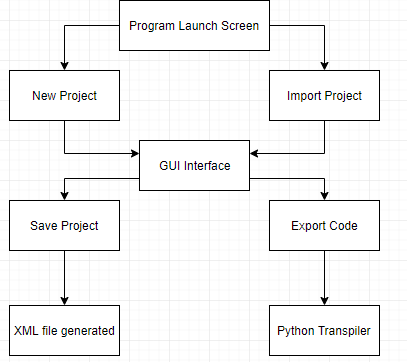 Program Launch Screen
New Project
Import Project
GUI Interface
Save Project
Export Code
XML file generated
Python Transpiler